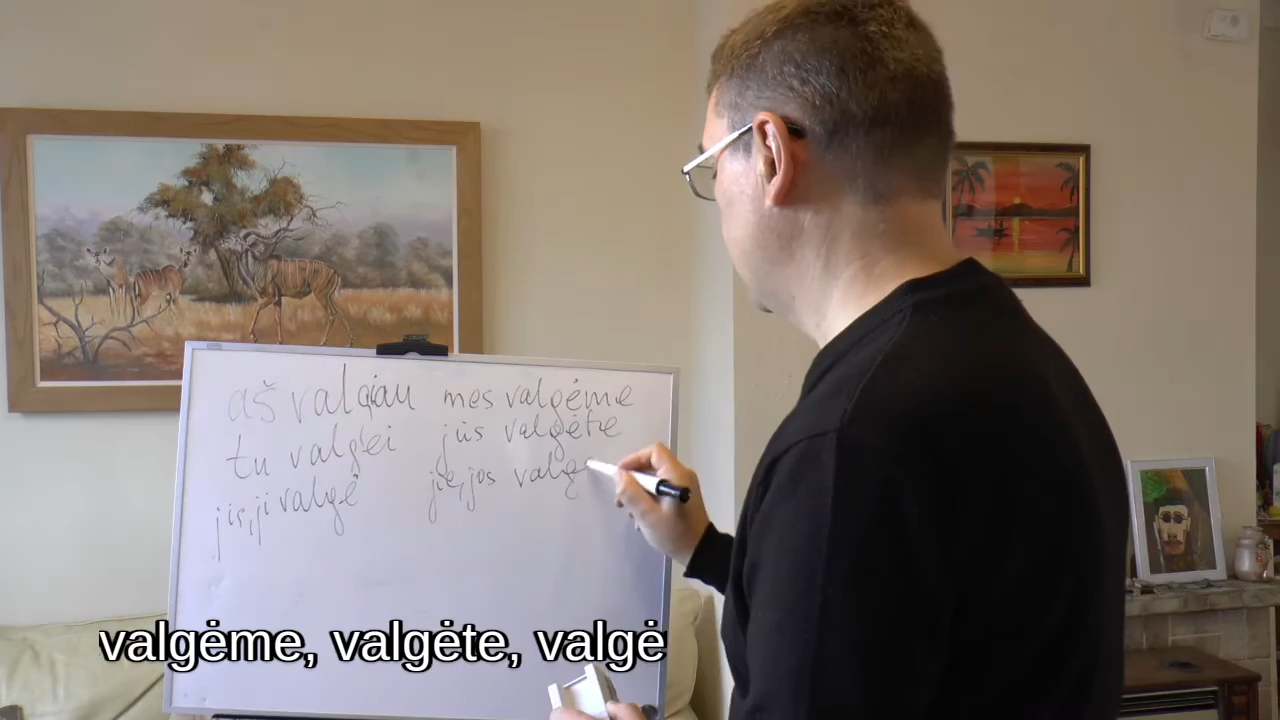 aš valgiau mes valgėme
tu valgei jūs valgėte
jis, ji valgė jie, jos valgė
valgėme, valgėte, valgė